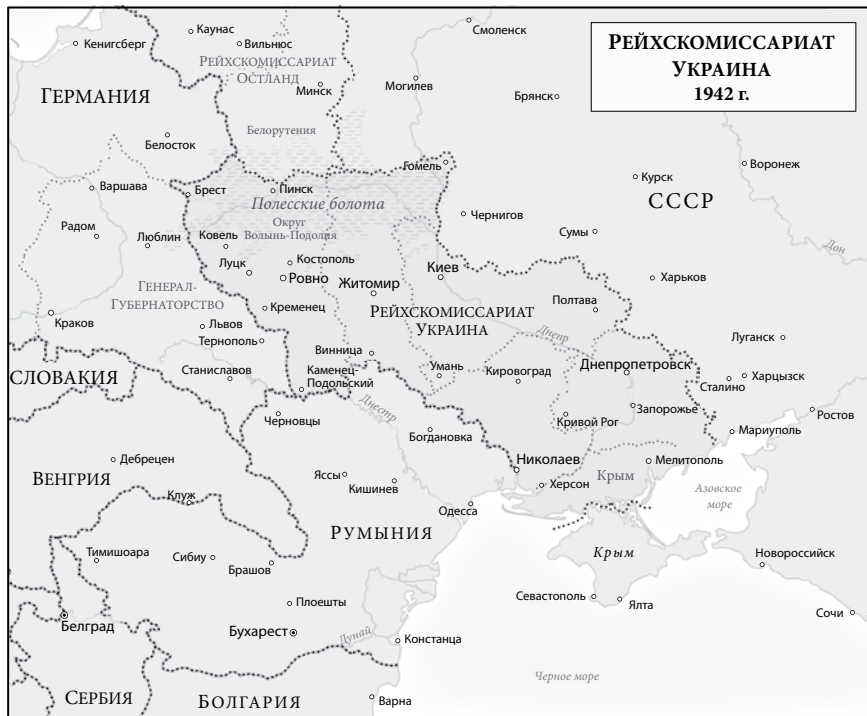 РЕЙХСКОМИССАРИАТ
УКРАИНА
1942 г.
Каунас
Смоленск
Кенигсберг
Вильнюс
РЕЙХСКОМИССАРИАТ
ОСТЛАНД
Минск
Могилев
Брянск
ГЕРМАНИЯ
Белорутения
Белосток
Гомель
Воронеж
Курск
Варшава
Брест
Пинск
СССР
Полесские болота
Чернигов
Округ
Волынь-Подолия
Радом
Люблин
Ковель
Сумы
Дон
Костополь
Луцк
Киев
Ровно
Житомир
Харьков
ГЕНЕРАЛ-
ГУБЕРНАТОРСТВО
Кременец
Полтава
РЕЙХСКОМИССАРИАТ
УКРАИНА
Краков
Львов
Днепр
Тернополь
Луганск
Винница
Умань
Кировоград
Днепропетровск
СЛОВАКИЯ
Станиславов
Каменец-
Подольский
Сталино
Харцызск
Днестр
Запорожье
Ростов
Черновцы
Кривой Рог
Богдановка
Мариуполь
Дебрецен
Николаев
Мелитополь
ВЕНГРИЯ
Яссы
Кишинев
Херсон
Крым
Азовское
море
Клуж
Одесса
РУМЫНИЯ
Тимишоара
Сибиу
Брашов
Крым
Новороссийск
Плоешты
Севастополь
Ялта
Сочи
Белград
Бухарест
Дунай
Констанца
Черное море
СЕРБИЯ
БОЛГАРИЯ
Варна